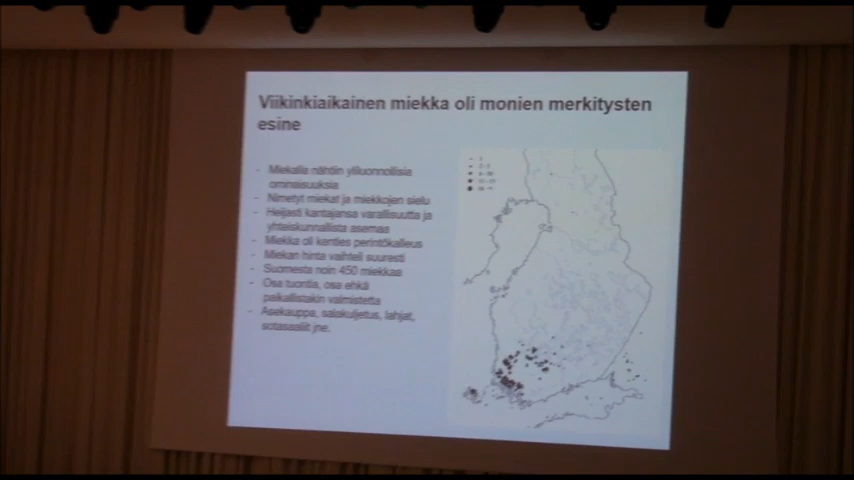 Viikinkiaikainen miekka oli monien merkitysten
esine
- Miekalla nähtiin yliluonnollisia
ominaisuuksia
- Nimetyt miekat ja miekkojen sielu
- Heijasti kantajansa varallisuutta ja
yhteiskunnallista asemaa
- Miekka oli kenties perintökalleus
- Miekan hinta vaihteli suuresti
- Suomesta noin 450 miekkaa
- Osa tuontia, osa ehkä
paikallistakin valmistetta
- Asekauppa, salakuljetus, lahjat,
sotasaaliit jne.